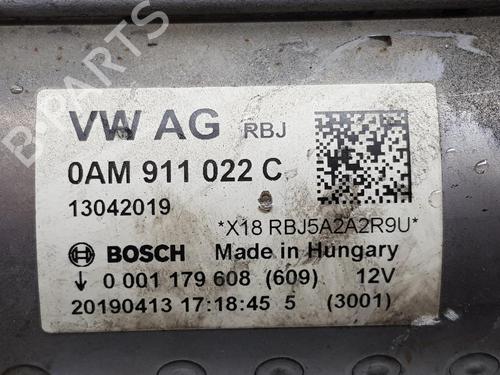 B-PARTS
VW AG RBJ
0AM 911 022 C
13042019
*X18 RBJ5A2A2R9U*
BOSCH Made in Hungary
↓ 0 001 179 608 (609) 12V
20190413 17:18:45 5 (3001)